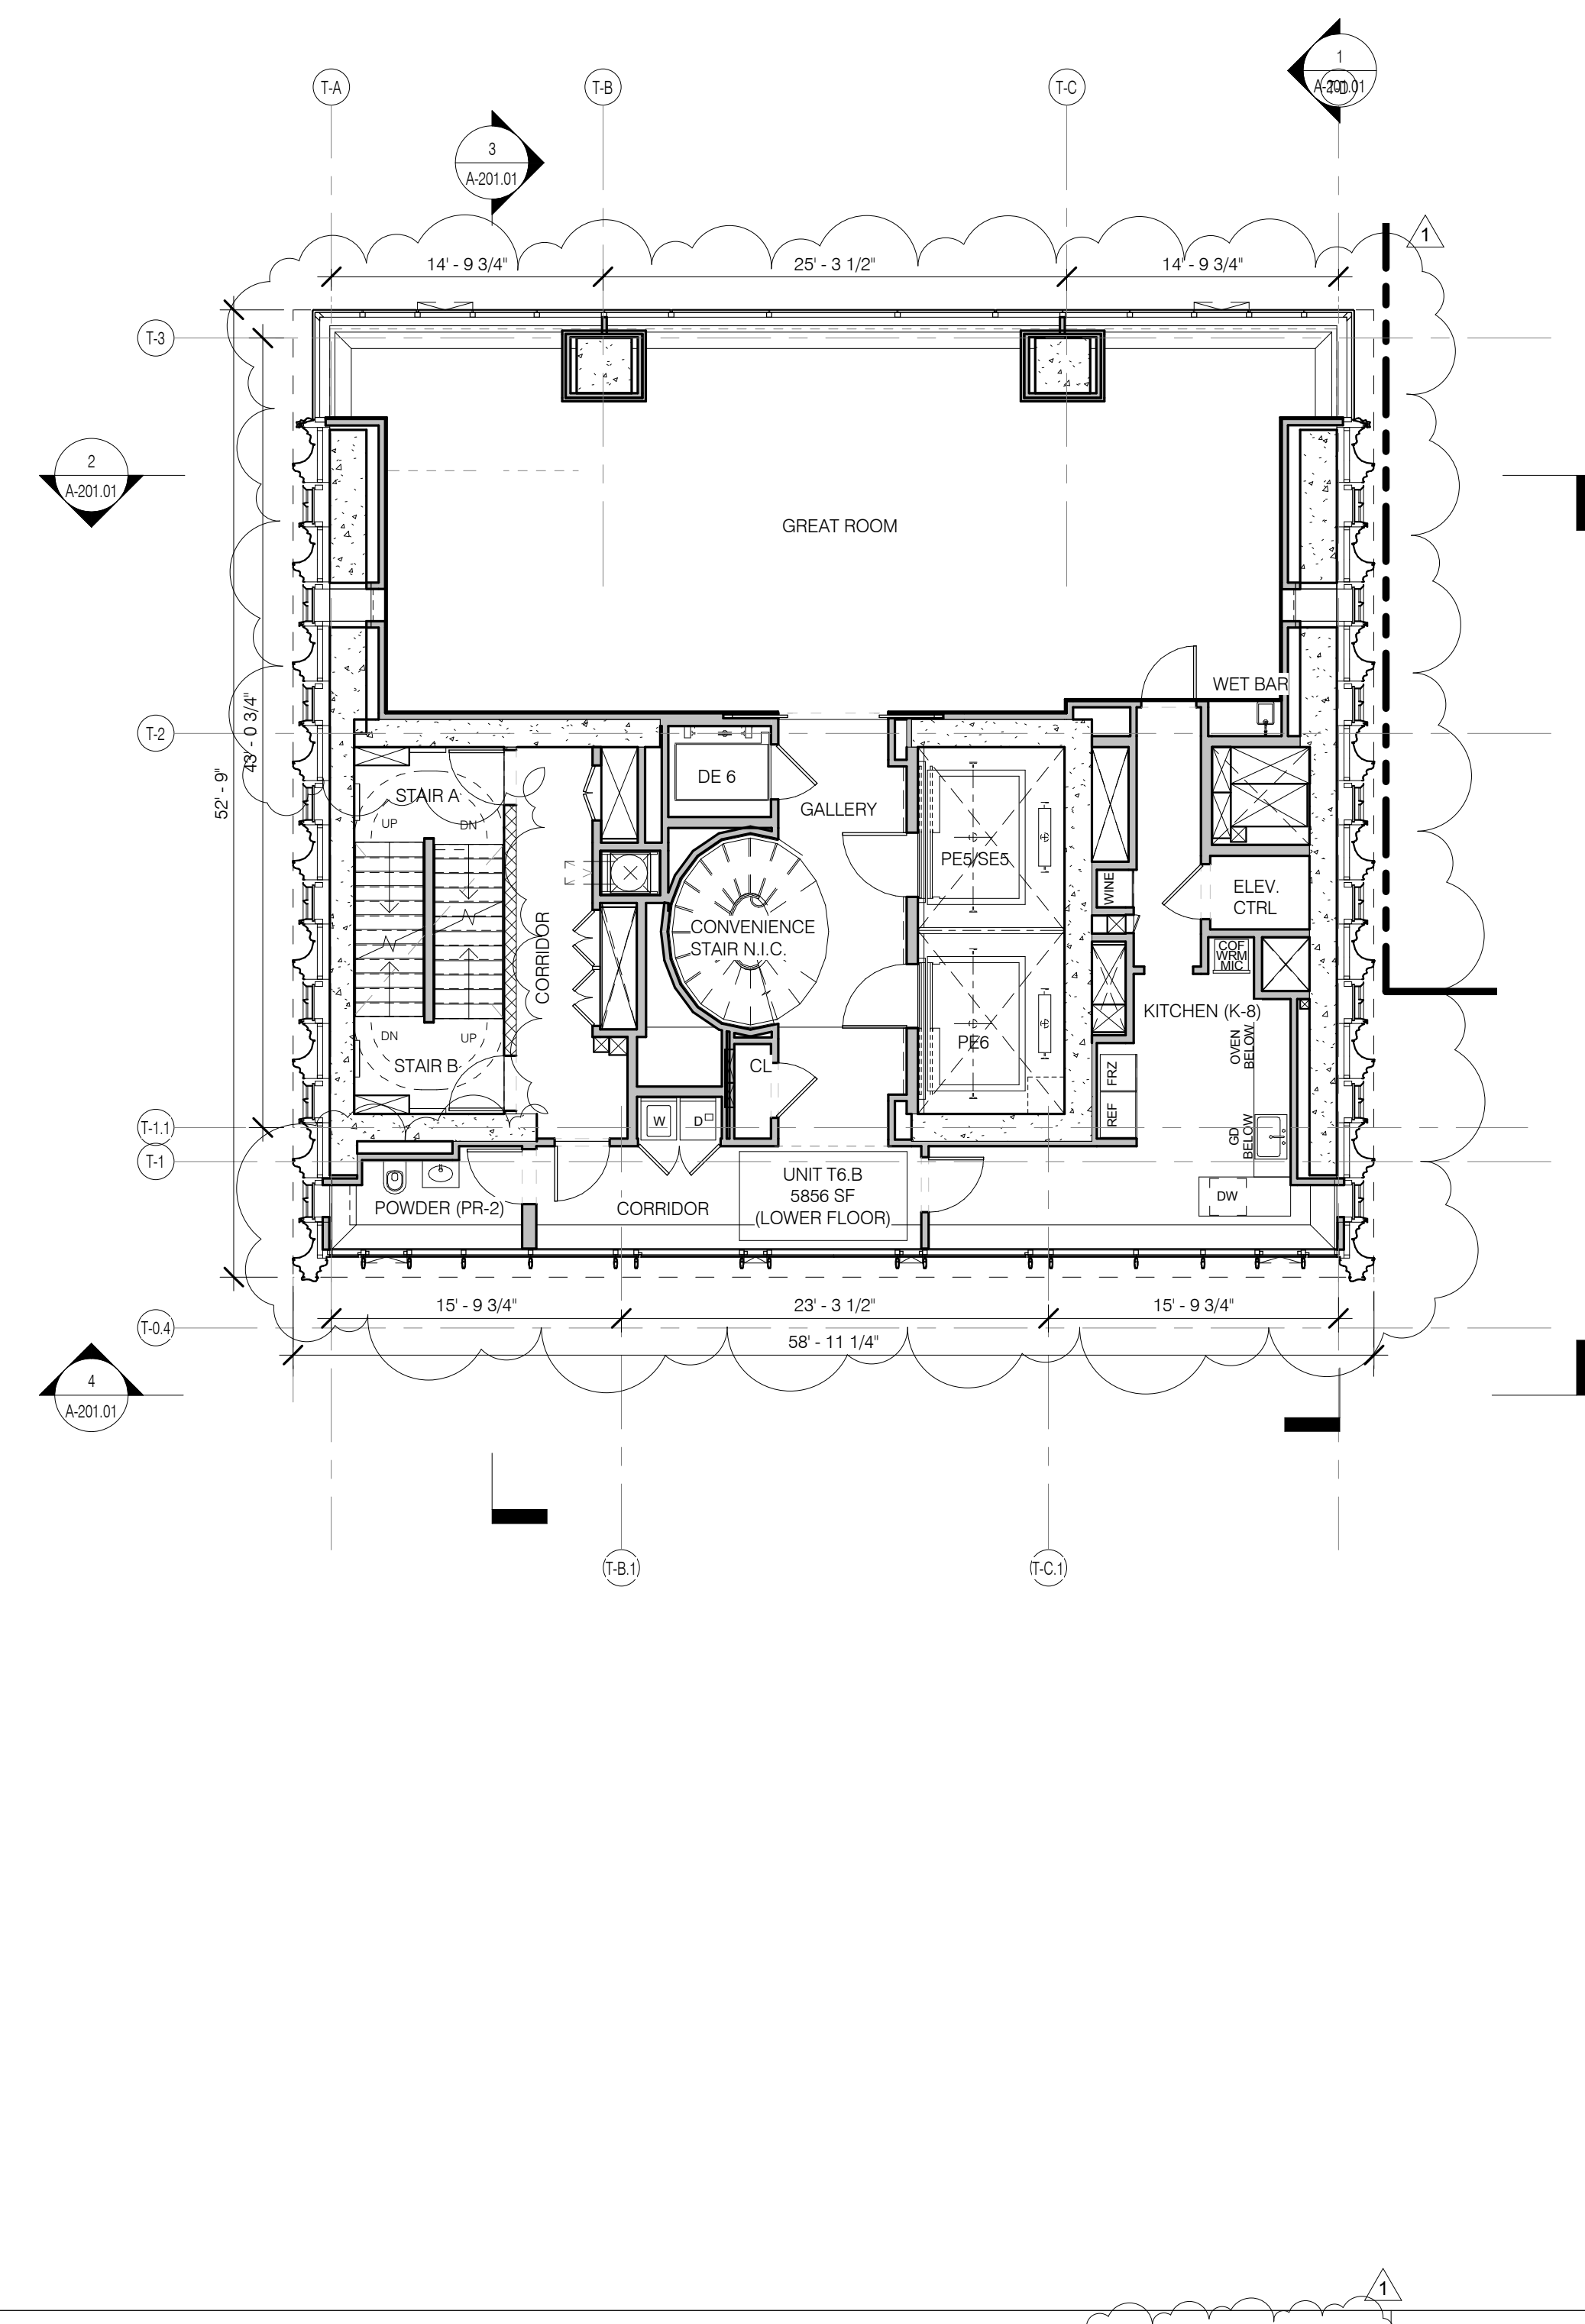 1
A-201.01
T-A
T-B
T-C
T-D
3
A-201.01
1
14' - 9 3/4"
25' - 3 1/2"
14' - 9 3/4"
T-3
2
A-201.01
GREAT ROOM
WET BAR
T-2
43' - 0 3/4"
52' - 9"
STAIR A
UP
DN
DE 6
GALLERY
PE5/SE5
WINE
ELEV.
CTRL
CORRIDOR
CONVENIENCE
STAIR N.I.C.
COF
WRM
MIC
KITCHEN (K-8)
DN
UP
STAIR B
CL
PE6
OVEN
BELOW
FRZ
REF
GD
BELOW
W
D
T-1.1
T-1
UNIT T6.B
5856 SF
(LOWER FLOOR)
POWDER (PR-2)
CORRIDOR
DW
15' - 9 3/4"
23' - 3 1/2"
15' - 9 3/4"
T-0.4
58' - 11 1/4"
4
A-201.01
T-B.1
T-C.1
1